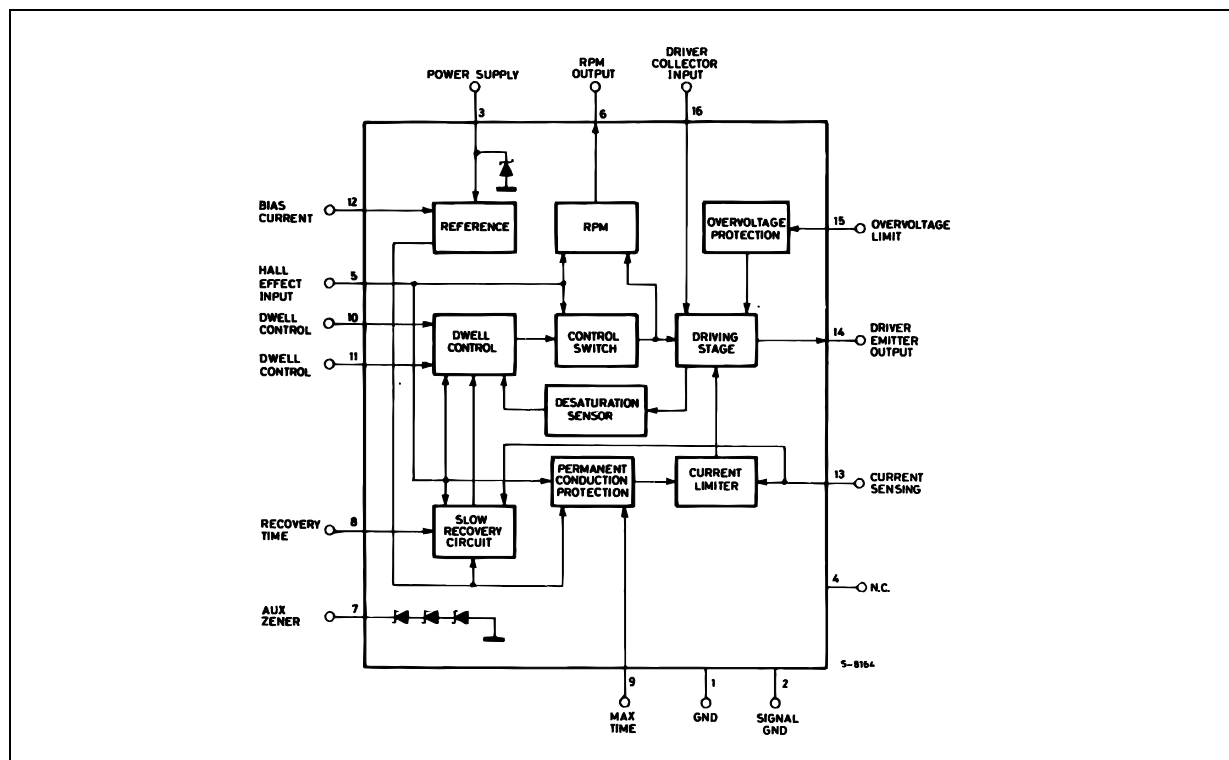 DRIVER
COLLECTOR
INPUT
RPM
OUTPUT
POWER SUPPLY
3
6
16
BIAS
CURRENT
12
REFERENCE
RPM
OVERVOLTAGE
PROTECTION
15
OVERVOLTAGE
LIMIT
HALL
EFFECT
INPUT
5
DWELL
CONTROL
10
DWELL
CONTROL
CONTROL
SWITCH
DRIVING
STAGE
14
DRIVER
EMITTER
OUTPUT
DWELL
CONTROL
11
DESATURATION
SENSOR
PERMANENT
CONDUCTION
PROTECTION
CURRENT
LIMITER
13
CURRENT
SENSING
RECOVERY
TIME
8
SLOW
RECOVERY
CIRCUIT
4
N.C.
AUX
ZENER
7
S-8164
9
1
2
MAX
TIME
GND
SIGNAL
GND